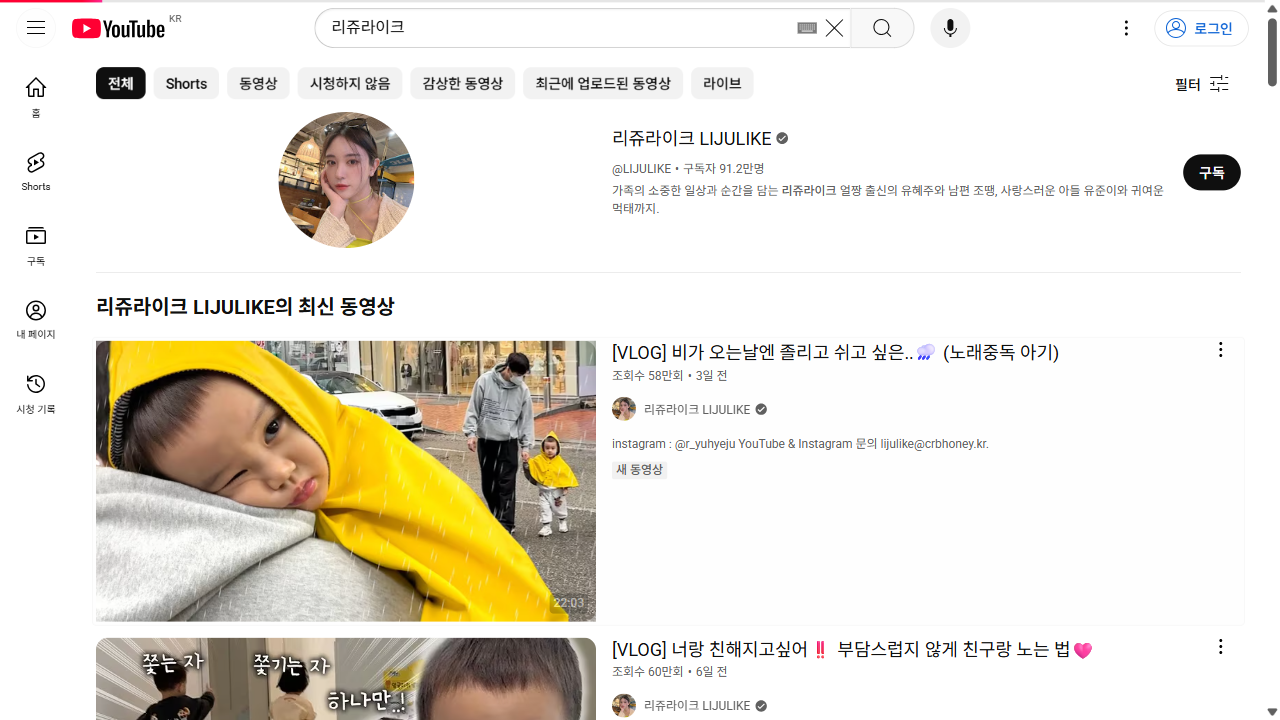 YouTube KR
리쥬라이크
로그인
홈
Shorts
구독
내 페이지
시청 기록
전체
Shorts
동영상
시청하지 않음
감상한 동영상
최근에 업로드된 동영상
라이브
필터
리쥬라이크 LIJULIKE
@LIJULIKE • 구독자 91.2만명
가족의 소중한 일상과 순간을 담는 리쥬라이크 얼짱 출신의 유혜주와 남편 조땡, 사랑스러운 아들 유준이와 귀여운
먹태까지.
구독
리쥬라이크 LIJULIKE의 최신 동영상
22:03
[VLOG] 비가 오는날엔 졸리고 쉬고 싶은..🌧️ (노래중독 아기)
조회수 58만회 • 3일 전
리쥬라이크 LIJULIKE
instagram : @r_yuhyeju YouTube & Instagram 문의 lijulike@crbhoney.kr.
새 동영상
쫓는 자
쫓기는 자
하나만..!
[VLOG] 너랑 친해지고싶어‼️ 부담스럽지 않게 친구랑 노는 법💗
조회수 60만회 • 6일 전
리쥬라이크 LIJULIKE